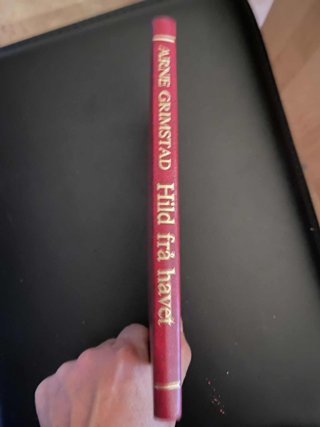 ARNE GRIMSTAD Hild frå havet